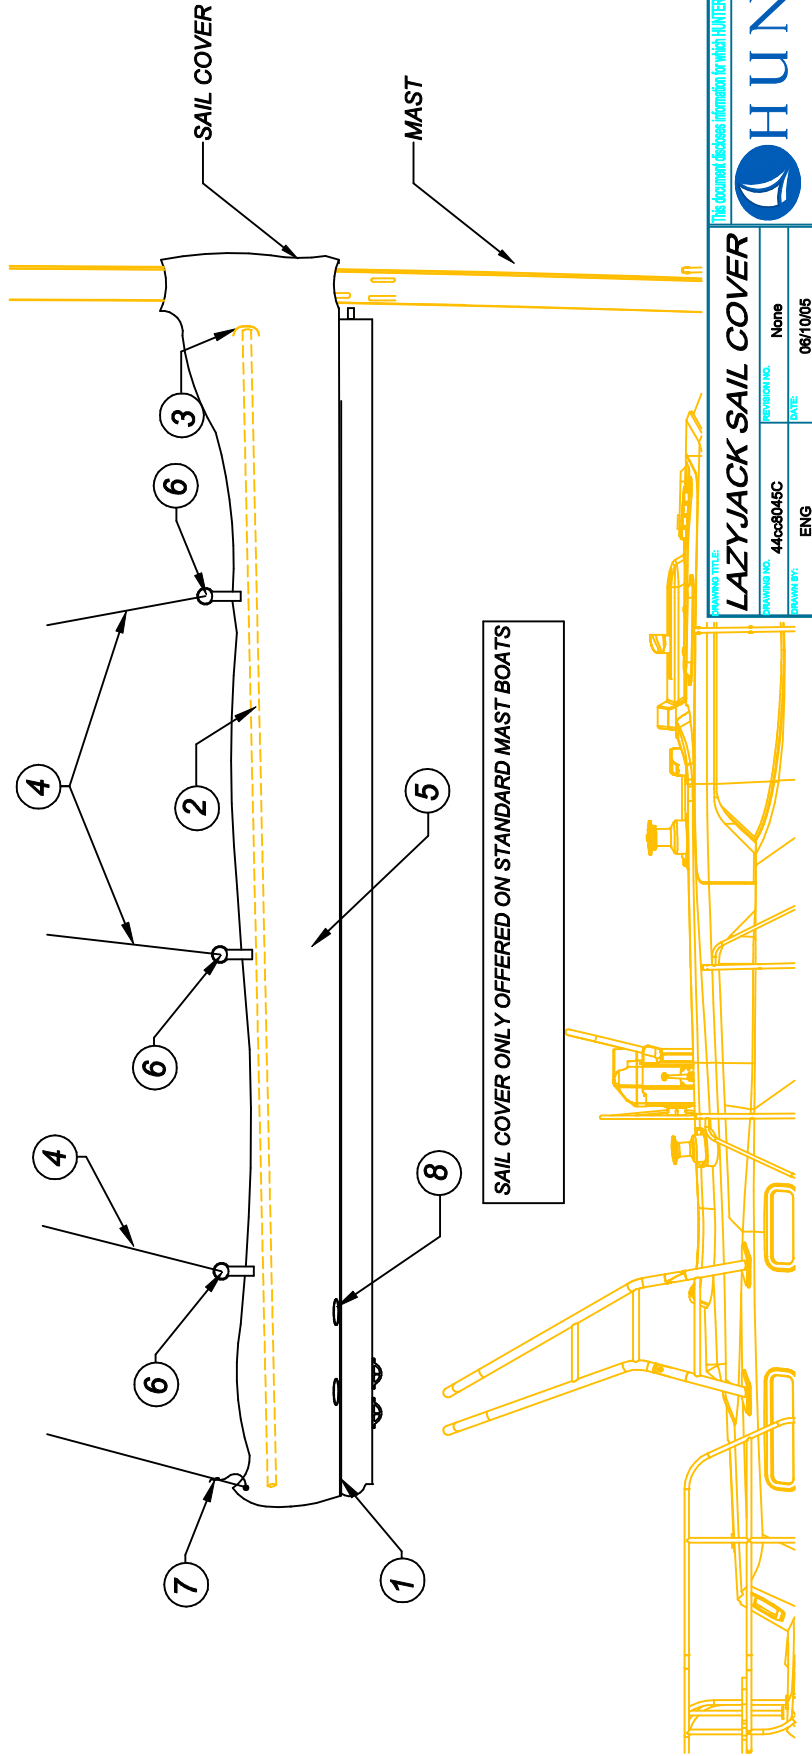 SAIL COVER
MAST
3
6
4
2
5
6
4
8
6
7
1
SAIL COVER ONLY OFFERED ON STANDARD MAST BOATS
This document discloses information for which HUNTER
HUN
DRAWING TITLE:
LAZYJACK SAIL COVER
DRAWING NO.
44cc8045C
REVISION NO.
None
DRAWN BY:
ENG
DATE:
06/10/05